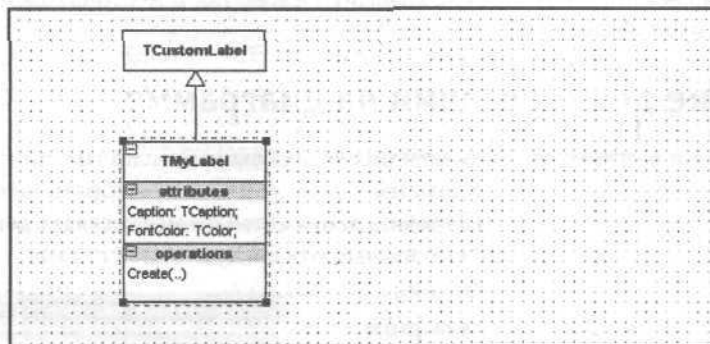 TCustomLabel
TMyLabel
attributes
Caption: TCaption;
FontColor: TColor;
operations
Create(..)